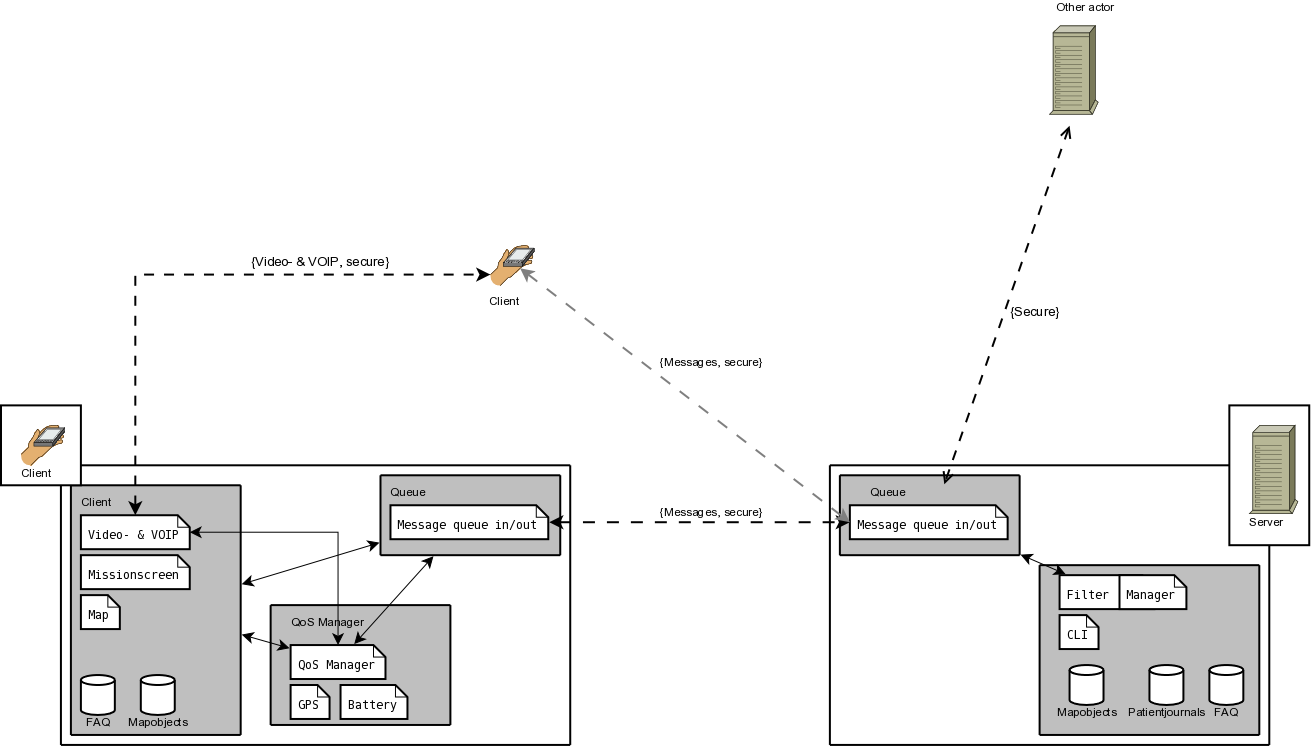 Other actor
{Video- & VOIP, secure}
Client
{Secure}
{Messages, secure}
Client
Client
Video- & VOIP
Missionscreen
Map
FAQ
Mapobjects
Queue
Message queue in/out
QoS Manager
QoS Manager
GPS
Battery
{Messages, secure}
Queue
Message queue in/out
Server
Filter
Manager
CLI
Mapobjects
Patientjournals
FAQ